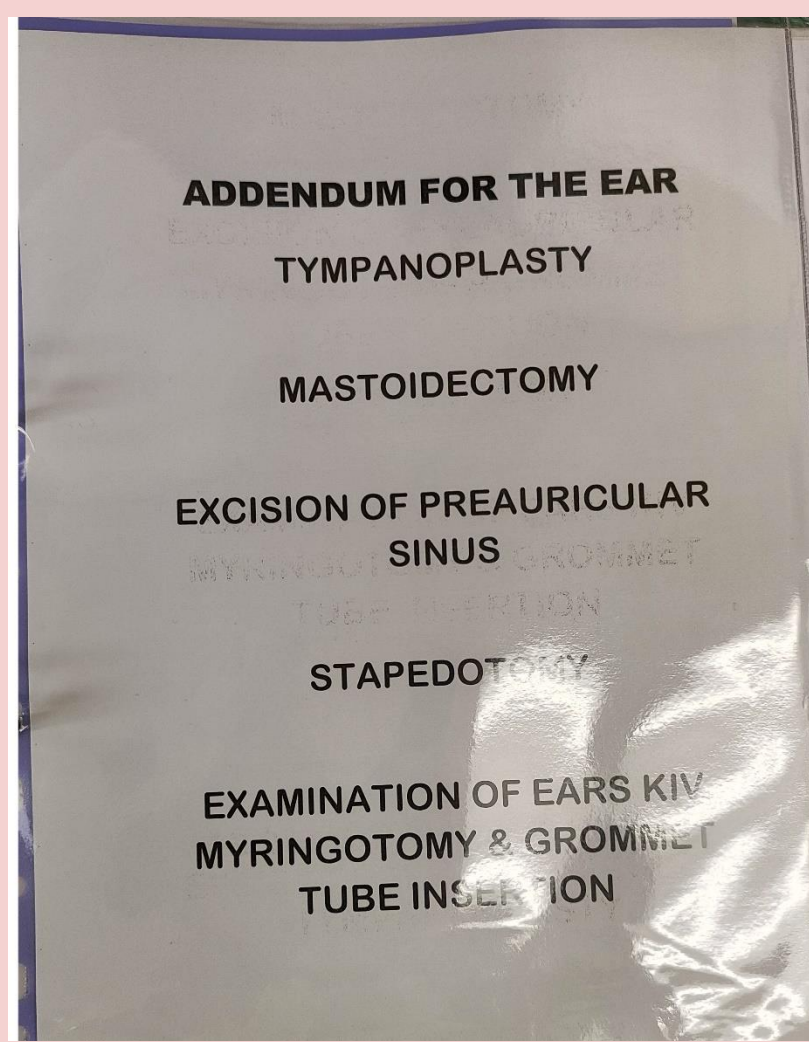 ADDENDUM FOR THE EAR
TYMPANOPLASTY
MASTOIDECTOMY
EXCISION OF PREAURICULAR
SINUS
STAPEDOTOMY
EXAMINATION OF EARS KIV
MYRINGOTOMY & GROMMET
TUBE INSERTION